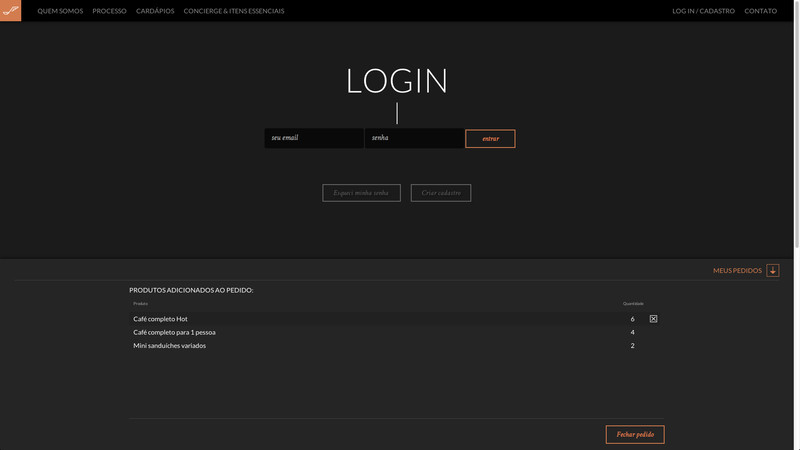 QUEM SOMOS PROCESSO CARDÁPIOS CONCIERGE & ITENS ESSENCIAIS LOG IN / CADASTRO CONTATO
LOGIN
seu email senha entrar
Esqueci minha senha Criar cadastro
MEUS PEDIDOS
PRODUTOS ADICIONADOS AO PEDIDO:
Produto Quantidade
Café completo Hot 6
Café completo para 1 pessoa 4
Mini sanduíches variados 2
Fechar pedido